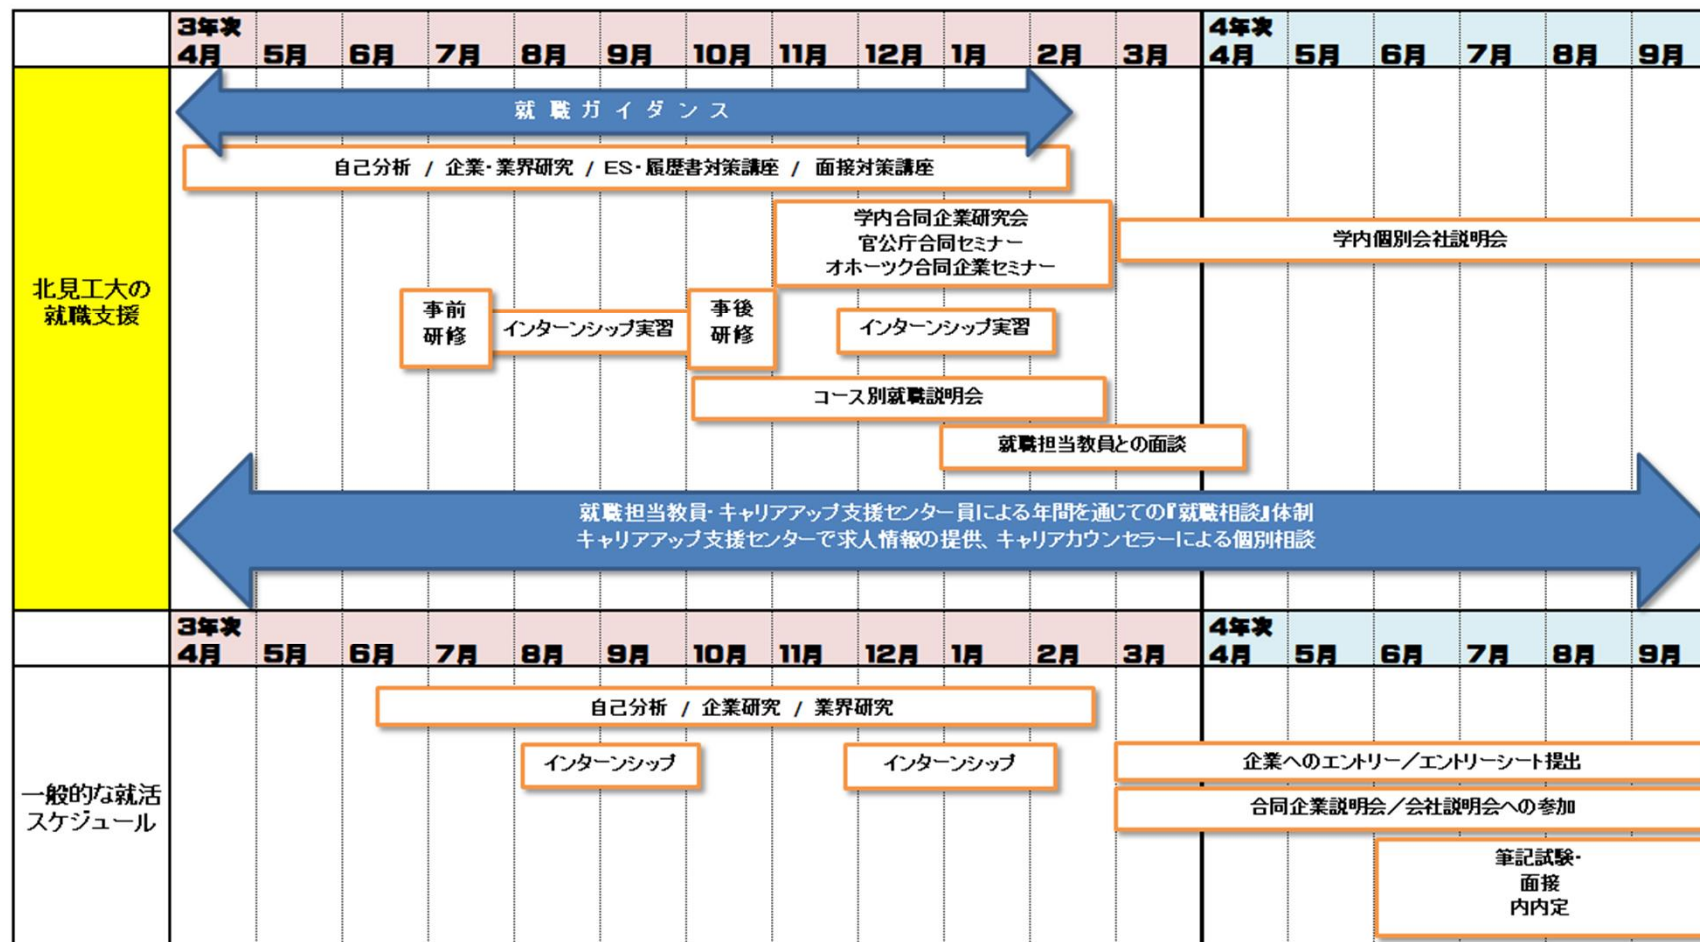 3年次 4年次
4月 5月 6月 7月 8月 9月 10月 11月 12月 1月 2月 3月 4月 5月 6月 7月 8月 9月
北見工大の
就職支援
就職ガイダンス
自己分析 / 企業・業界研究 / ES・履歴書対策講座 / 面接対策講座
学内合同企業研究会
官公庁合同セミナー
オホーツク合同企業セミナー
学内個別会社説明会
事前
研修
インターンシップ実習
事後
研修
インターンシップ実習
コース別就職説明会
就職担当教員との面談
就職担当教員・キャリアアップ支援センター員による年間を通じての『就職相談』体制
キャリアアップ支援センターで求人情報の提供、キャリアカウンセラーによる個別相談
3年次 4年次
4月 5月 6月 7月 8月 9月 10月 11月 12月 1月 2月 3月 4月 5月 6月 7月 8月 9月
一般的な就活
スケジュール
自己分析 / 企業研究 / 業界研究
インターンシップ
インターンシップ
企業へのエントリー／エントリーシート提出
合同企業説明会／会社説明会への参加
筆記試験・
面接
内内定